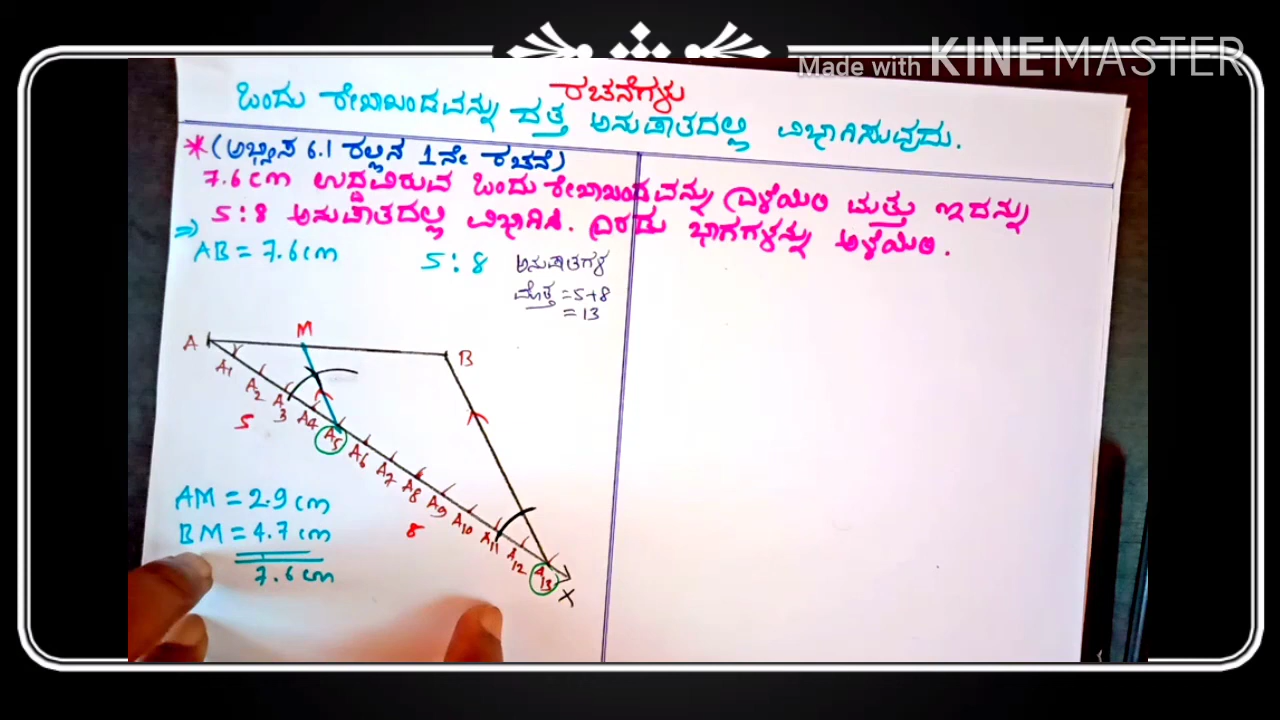 Made with KINEMASTER
ರಚನೆಗಳು
ಒಂದು ರೇಖಾಖಂಡವನ್ನು ದತ್ತ ಅನುಪಾತದಲ್ಲಿ ವಿಭಾಗಿಸುವುದು.
* (ಅಭ್ಯಾಸ 6.1 ರಲ್ಲಿನ 1ನೇ ರಚನೆ)
7.6 cm ಉದ್ದವಿರುವ ಒಂದು ರೇಖಾಖಂಡವನ್ನು ಎಳೆಯಿರಿ ಮತ್ತು ಇದನ್ನು
5:8 ಅನುಪಾತದಲ್ಲಿ ವಿಭಾಗಿಸಿ. ಎರಡು ಭಾಗಗಳನ್ನು ಅಳೆಯಿರಿ.
⇒ AB = 7.6 cm 5:8 ಅನುಪಾತಗಳ
ಮೊತ್ತ = 5+8
= 13
A M B
A1
A2
A3
A4
A5
A6
A7
A8
A9
A10
A11
A12
A13
X
5
8
AM = 2.9 cm
BM = 4.7 cm
7.6 cm